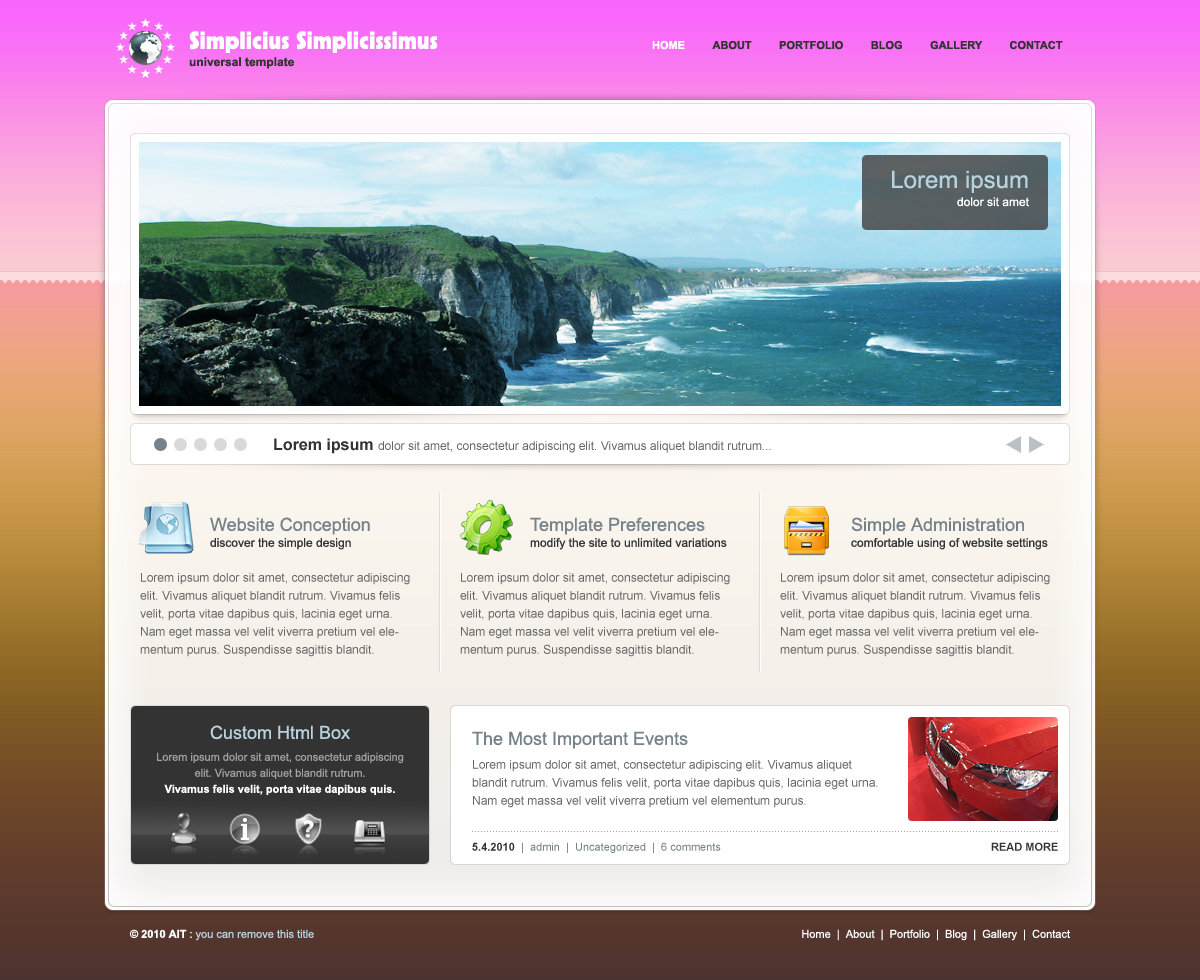 Simplicius Simplicissimus
universal template
HOME ABOUT PORTFOLIO BLOG GALLERY CONTACT
Lorem ipsum
dolor sit amet
Lorem ipsum dolor sit amet, consectetur adipiscing elit. Vivamus aliquet blandit rutrum...
Website Conception
discover the simple design
Lorem ipsum dolor sit amet, consectetur adipiscing
elit. Vivamus aliquet blandit rutrum. Vivamus felis
velit, porta vitae dapibus quis, lacinia eget urna.
Nam eget massa vel velit viverra pretium vel ele-
mentum purus. Suspendisse sagittis blandit.
Template Preferences
modify the site to unlimited variations
Lorem ipsum dolor sit amet, consectetur adipiscing
elit. Vivamus aliquet blandit rutrum. Vivamus felis
velit, porta vitae dapibus quis, lacinia eget urna.
Nam eget massa vel velit viverra pretium vel ele-
mentum purus. Suspendisse sagittis blandit.
Simple Administration
comfortable using of website settings
Lorem ipsum dolor sit amet, consectetur adipiscing
elit. Vivamus aliquet blandit rutrum. Vivamus felis
velit, porta vitae dapibus quis, lacinia eget urna.
Nam eget massa vel velit viverra pretium vel ele-
mentum purus. Suspendisse sagittis blandit.
Custom Html Box
Lorem ipsum dolor sit amet, consectetur adipiscing
elit. Vivamus aliquet blandit rutrum.
Vivamus felis velit, porta vitae dapibus quis.
The Most Important Events
Lorem ipsum dolor sit amet, consectetur adipiscing elit. Vivamus aliquet
blandit rutrum. Vivamus felis velit, porta vitae dapibus quis, lacinia eget urna.
Nam eget massa vel velit viverra pretium vel elementum purus.
5.4.2010 | admin | Uncategorized | 6 comments
READ MORE
© 2010 AIT : you can remove this title
Home | About | Portfolio | Blog | Gallery | Contact